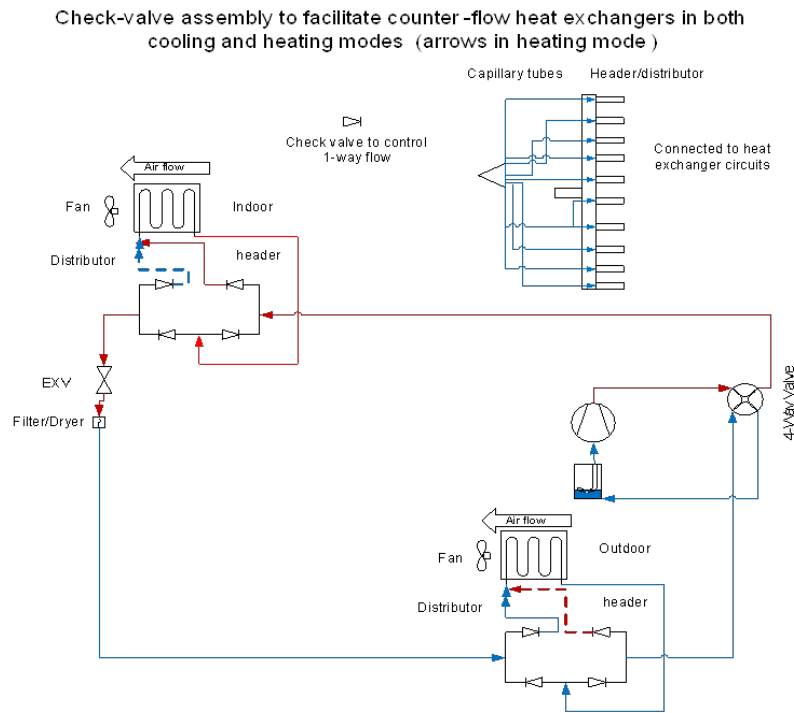 Check-valve assembly to facilitate counter-flow heat exchangers in both
cooling and heating modes (arrows in heating mode)
Capillary tubes
Header/distributor
Check valve to control
1-way flow
Connected to heat
exchanger circuits
Air flow
Fan
Indoor
Distributor
header
EXV
Filter/Dryer
4-Way Valve
Air flow
Fan
Outdoor
Distributor
header